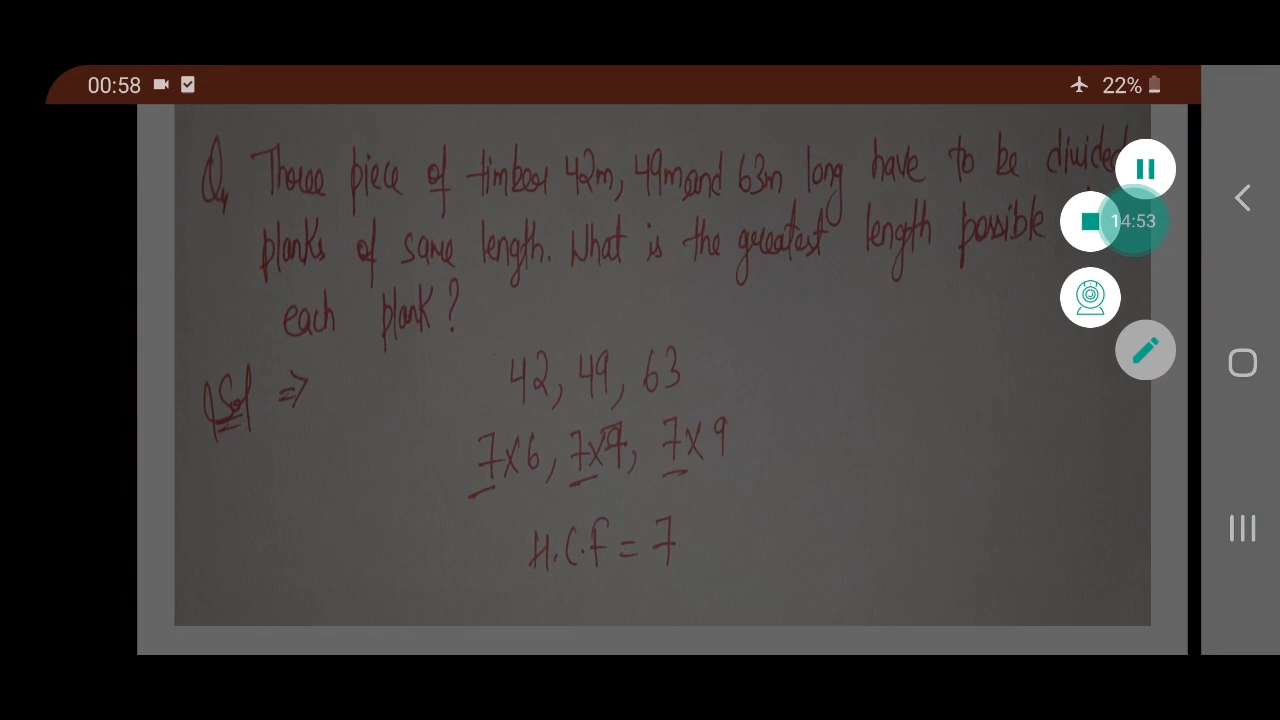 00:58 22%
Q, Three piece of timber 42m, 49m, and 63m long have to be divided
14:53
planks of same length. What is the greatest length possible
each plank?
Sol ⇒ 42, 49, 63
7×6, 7×7, 7×9
H.C.F = 7